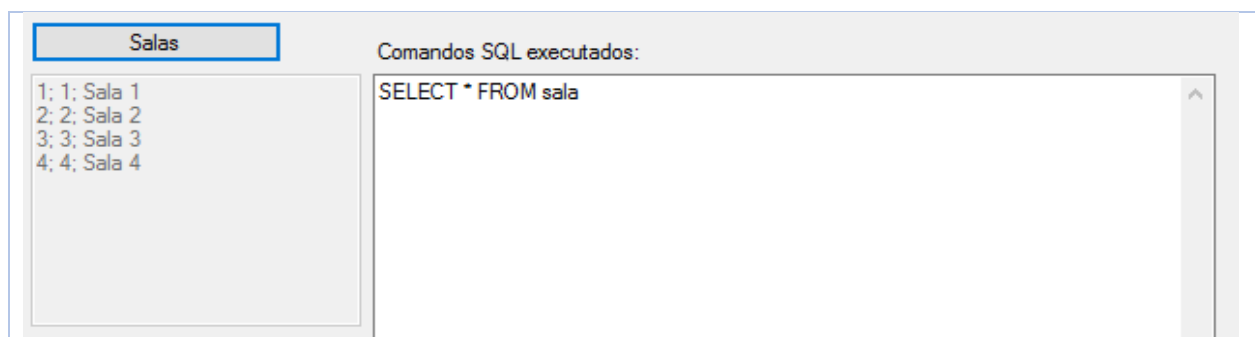 Salas
Comandos SQL executados:
1; 1; Sala 1
2; 2; Sala 2
3; 3; Sala 3
4; 4; Sala 4
SELECT * FROM sala